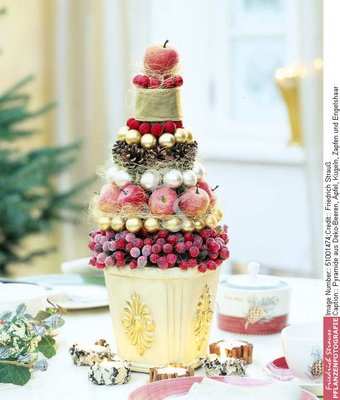 Image Number:: 51001474,Credit:: Friedrich Strauß
Caption:: Pyramide aus Deko-Beeren, Äpfel, Kugeln, Zapfen und Engelshaar
Friedrich Strauss
PFLANZENFOTOGRAFIE